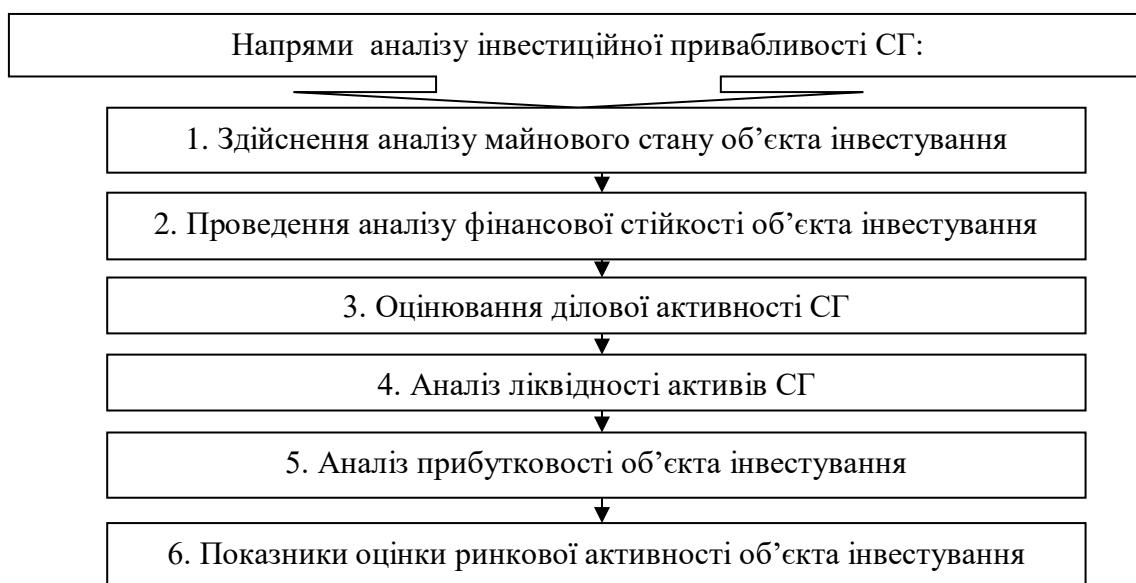 Напрями аналізу інвестиційної привабливості СГ:
1. Здійснення аналізу майнового стану об’єкта інвестування
2. Проведення аналізу фінансової стійкості об’єкта інвестування
3. Оцінювання ділової активності СГ
4. Аналіз ліквідності активів СГ
5. Аналіз прибутковості об’єкта інвестування
6. Показники оцінки ринкової активності об’єкта інвестування